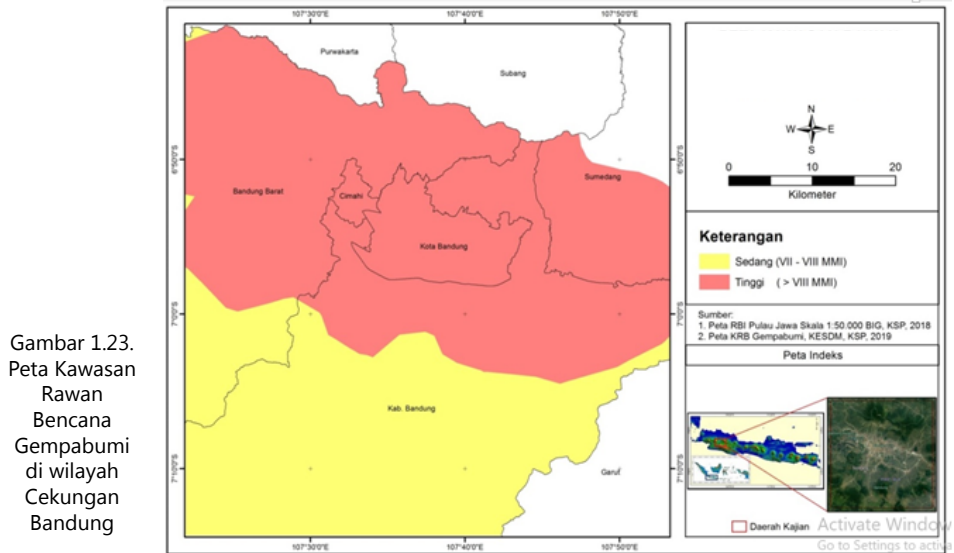 Gambar 1.23.
Peta Kawasan
Rawan
Bencana
Gempabumi
di wilayah
Cekungan
Bandung
107°30'0"E
107°40'0"E
107°50'0"E
6°50'0"S
7°0'0"S
7°10'0"S
Purwakarta
Subang
Bandung Barat
Cimahi
Sumedang
Kota Bandung
Kab. Bandung
Garut
6°50'0"S
7°0'0"S
7°10'0"S
107°30'0"E
107°40'0"E
107°50'0"E
N
W E
S
0 10 20
Kilometer
Keterangan
Sedang (VII - VIII MMI)
Tinggi ( > VIII MMI)
Sumber:
1. Peta RBI Pulau Jawa Skala 1:50.000 BIG, KSP, 2018
2. Peta KRB Gempabumi, KESDM, KSP, 2019
Peta Indeks
Daerah Kajian
Activate Window
Go to Settings to activa